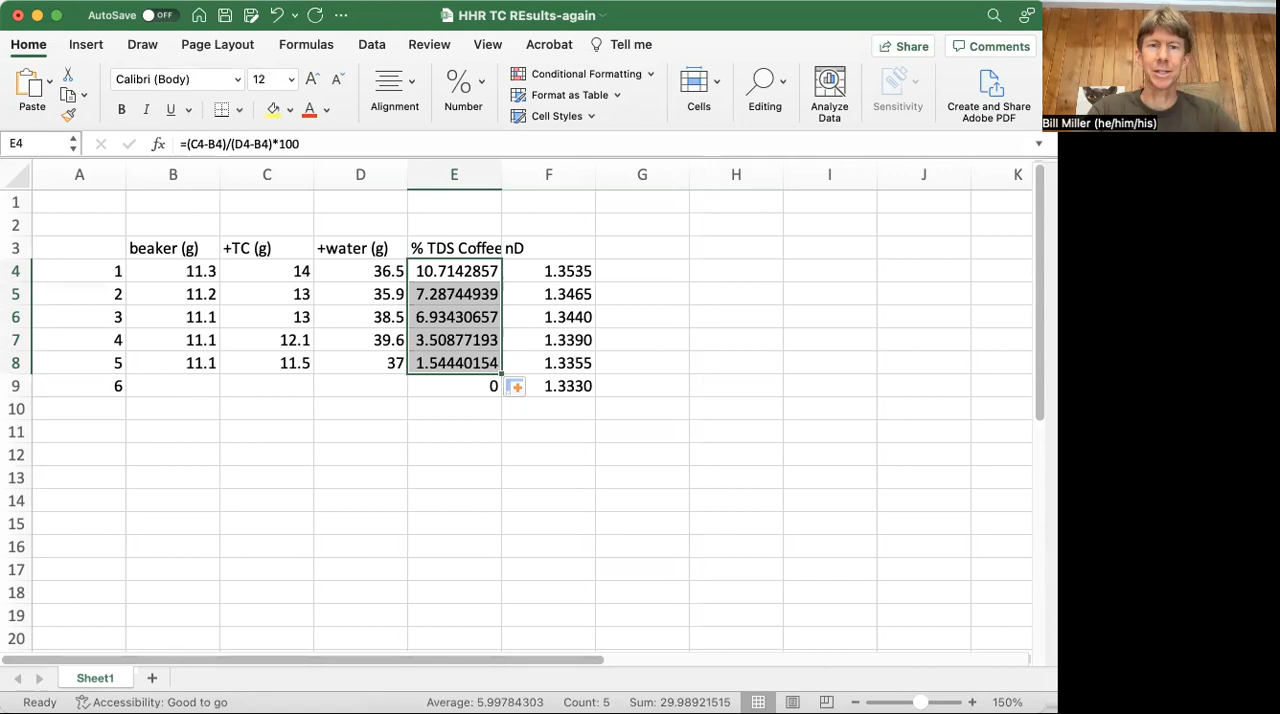 AutoSave OFF HHR TC REsults-again
Home Insert Draw Page Layout Formulas Data Review View Acrobat Tell me Share Comments
Paste Calibri (Body) 12 A A Alignment % Number Conditional Formatting Format as Table Cell Styles Cells Editing Analyze Data Sensitivity Create and Share Adobe PDF
B I U A
Bill Miller (he/him/his)
E4 fx =(C4-B4)/(D4-B4)*100
A B C D E F G H I J K
1
2
3 beaker (g) +TC (g) +water (g) % TDS Coffee nD
4 1 11.3 14 36.5 10.7142857 1.3535
5 2 11.2 13 35.9 7.28744939 1.3465
6 3 11.1 13 38.5 6.93430657 1.3440
7 4 11.1 12.1 39.6 3.50877193 1.3390
8 5 11.1 11.5 37 1.54440154 1.3355
9 6 0 1.3330
10
11
12
13
14
15
16
17
18
19
20
Sheet1 +
Ready Accessibility: Good to go Average: 5.99784303 Count: 5 Sum: 29.98921515 150%